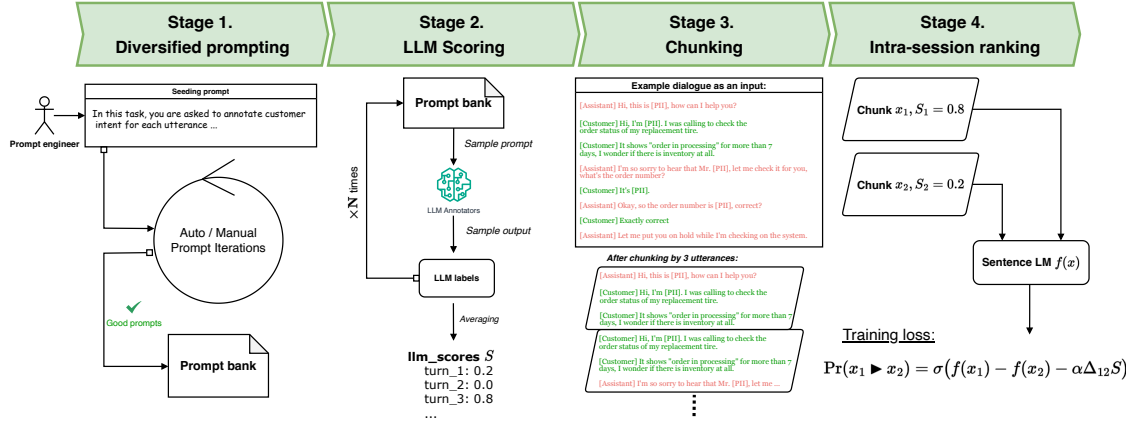 Stage 1.
Diversified prompting
Stage 2.
LLM Scoring
Stage 3.
Chunking
Stage 4.
Intra-session ranking
Seeding prompt
In this task, you are asked to annotate customer
intent for each utterance ...
Prompt engineer
Auto / Manual
Prompt Iterations
Good prompts
Prompt bank
Prompt bank
Sample prompt
LLM Annotators
Sample output
×N times
LLM labels
Averaging
llm_scores S
turn_1: 0.2
turn_2: 0.0
turn_3: 0.8
...
Example dialogue as an input:
[Assistant] Hi, this is [PII], how can I help you?
[Customer] Hi, I'm [PII]. I was calling to check the
order status of my replacement tire.
[Customer] It shows "order in processing" for more than 7
days, I wonder if there is inventory at all.
[Assistant] I'm so sorry to hear that Mr. [PII], let me check it for you,
what's the order number?
[Customer] It's [PII].
[Assistant] Okay, so the order number is [PII], correct?
[Customer] Exactly correct
[Assistant] Let me put you on hold while I'm checking on the system.
After chunking by 3 utterances:
[Assistant] Hi, this is [PII], how can I help you?
[Customer] Hi, I'm [PII]. I was calling to check the
order status of my replacement tire.
[Customer] It shows "order in processing" for more than 7
days, I wonder if there is inventory at all.
[Customer] Hi, I'm [PII]. I was calling to check the
order status of my replacement tire.
[Customer] It shows "order in processing" for more than 7
days, I wonder if there is inventory at all.
[Assistant] I'm so sorry to hear that Mr. [PII], let me ...
Chunk x₁, S₁ = 0.8
Chunk x₂, S₂ = 0.2
Sentence LM f(x)
Training loss:
Pr(x₁ ▶ x₂) = σ(f(x₁) − f(x₂) − αΔ₁₂S)